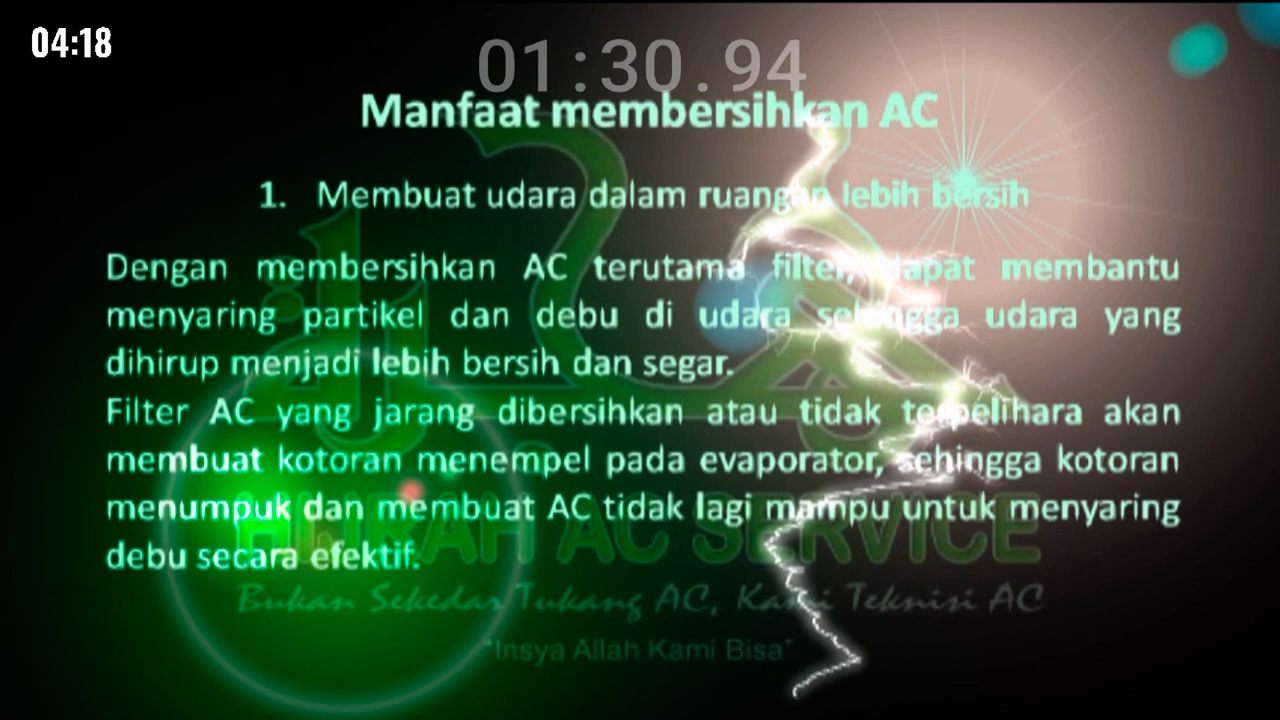 04:18
01:30.94
Manfaat membersihkan AC
1. Membuat udara dalam ruangan lebih bersih
Dengan membersihkan AC terutama filter, dapat membantu
menyaring partikel dan debu di udara sehingga udara yang
dihirup menjadi lebih bersih dan segar.
Filter AC yang jarang dibersihkan atau tidak terpelihara akan
membuat kotoran menempel pada evaporator, sehingga kotoran
menumpuk dan membuat AC tidak lagi mampu untuk menyaring
debu secara efektif.
AC SERVICE
Bukan Sekedar Tukang AC, Kami Teknisi AC
"Insya Allah Kami Bisa"